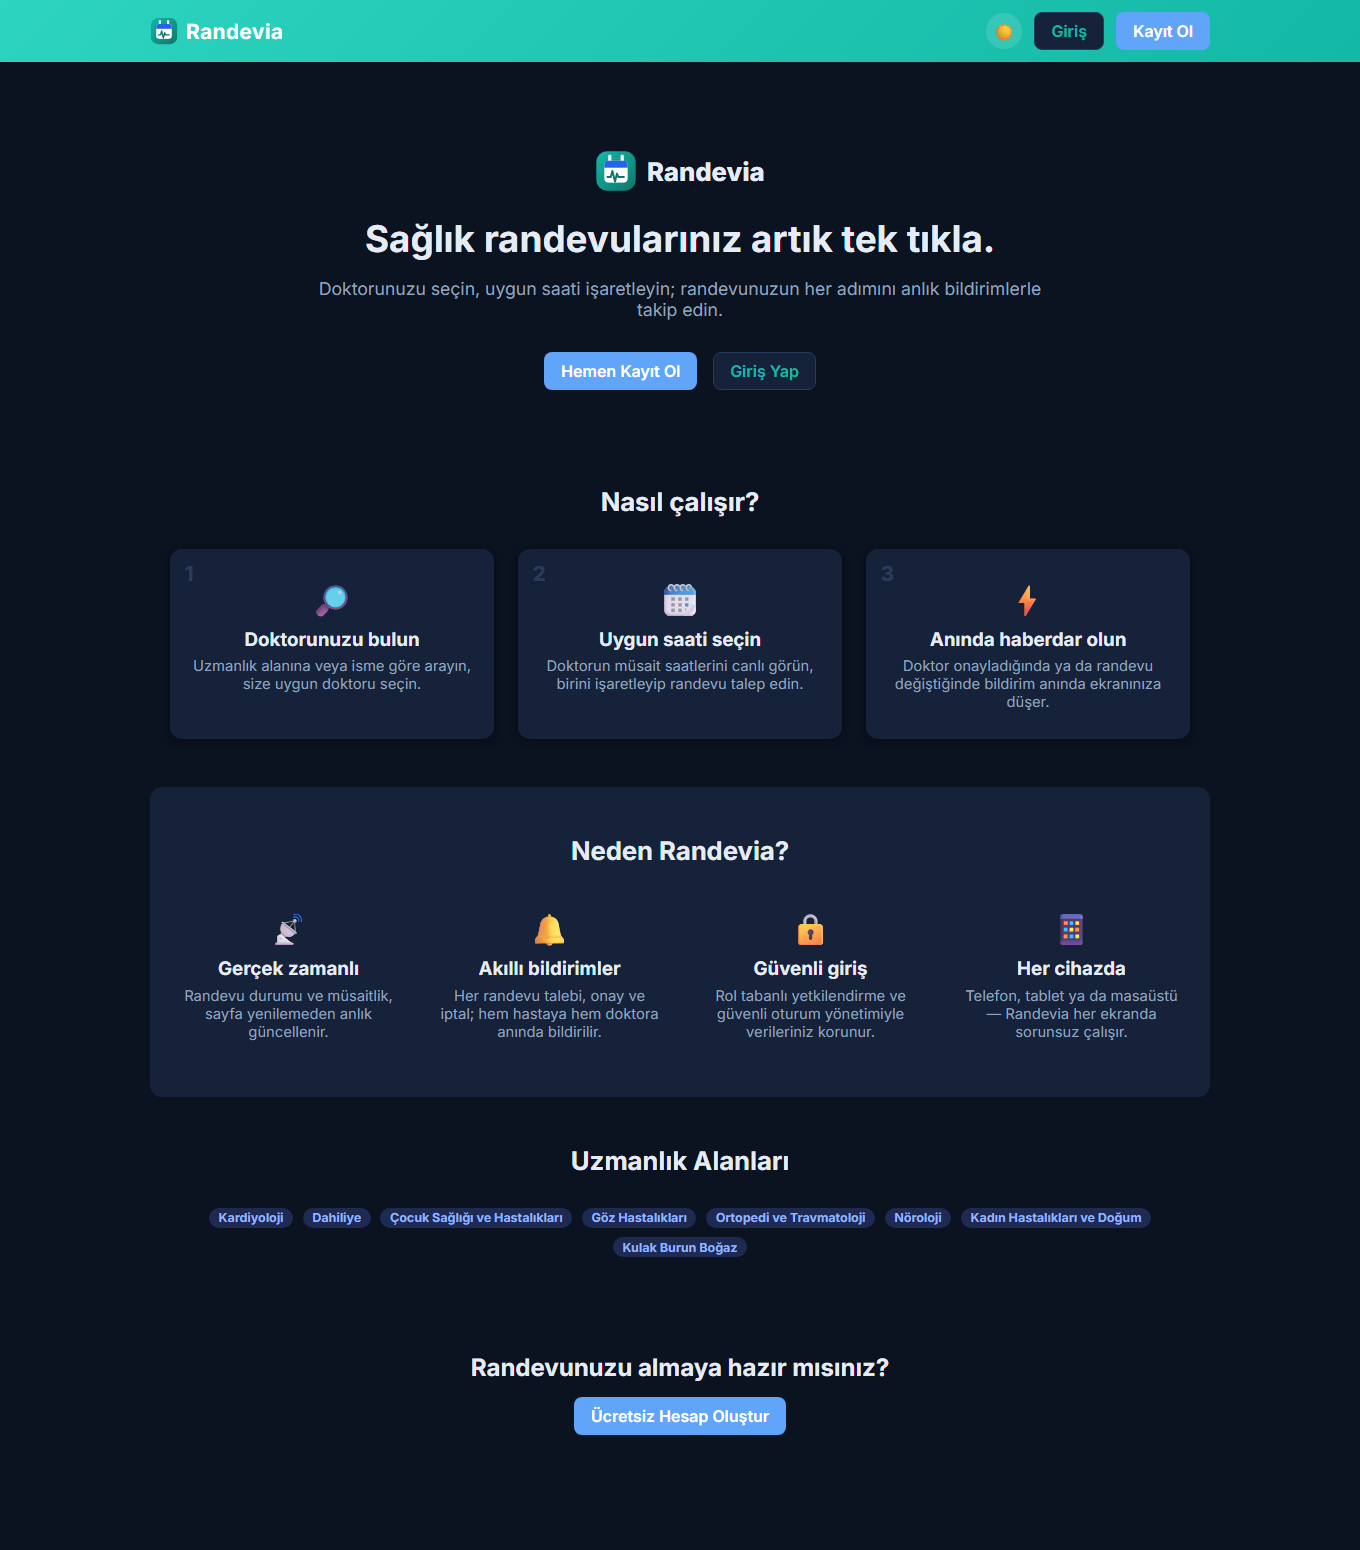 Randevia
Giriş
Kayıt Ol
Randevia
Sağlık randevularınız artık tek tıkla.
Doktorunuzu seçin, uygun saati işaretleyin; randevunuzun her adımını anlık bildirimlerle
takip edin.
Hemen Kayıt Ol
Giriş Yap
Nasıl çalışır?
1
Doktorunuzu bulun
Uzmanlık alanına veya isme göre arayın,
size uygun doktoru seçin.
2
Uygun saati seçin
Doktorun müsait saatlerini canlı görün,
birini işaretleyip randevu talep edin.
3
Anında haberdar olun
Doktor onayladığında ya da randevu
değiştiğinde bildirim anında ekranınıza
düşer.
Neden Randevia?
Gerçek zamanlı
Randevu durumu ve müsaitlik,
sayfa yenilemeden anlık
güncellenir.
Akıllı bildirimler
Her randevu talebi, onay ve
iptal; hem hastaya hem doktora
anında bildirilir.
Güvenli giriş
Rol tabanlı yetkilendirme ve
güvenli oturum yönetimiyle
verileriniz korunur.
Her cihazda
Telefon, tablet ya da masaüstü
— Randevia her ekranda
sorunsuz çalışır.
Uzmanlık Alanları
Kardiyoloji
Dahiliye
Çocuk Sağlığı ve Hastalıkları
Göz Hastalıkları
Ortopedi ve Travmatoloji
Nöroloji
Kadın Hastalıkları ve Doğum
Kulak Burun Boğaz
Randevunuzu almaya hazır mısınız?
Ücretsiz Hesap Oluştur